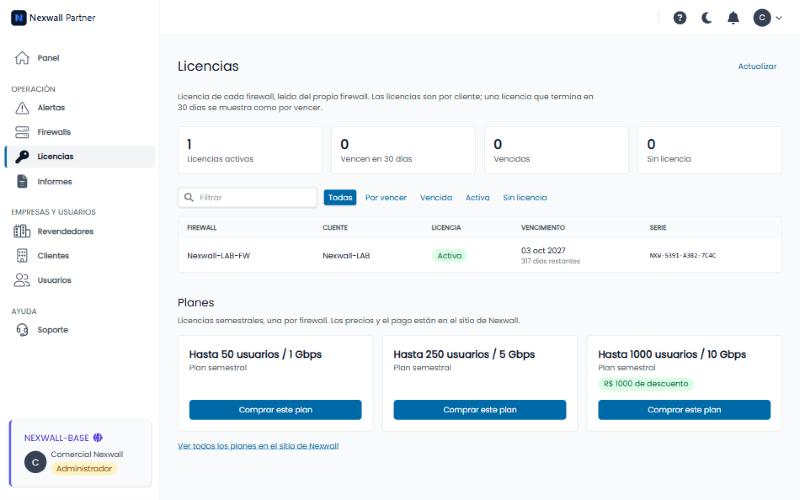 Nexwall Partner
C
Panel
OPERACIÓN
Alertas
Firewalls
Licencias
Informes
EMPRESAS Y USUARIOS
Revendedores
Clientes
Usuarios
AYUDA
Soporte
NEXWALL-BASE
C
Comercial Nexwall
Administrador
Licencias
Actualizar
Licencia de cada firewall, leida del propio firewall. Las licencias son por cliente; una licencia que termina en
30 dias se muestra como por vencer.
1
Licencias activas
0
Vencen en 30 dias
0
Vencidas
0
Sin licencia
Filtrar
Todas Por vencer Vencida Activa Sin licencia
FIREWALL CLIENTE LICENCIA VENCIMIENTO SERIE
Nexwall-LAB-FW Nexwall-LAB Activa 03 oct 2027 NXW-5391-A3B2-7C4C
317 dias restantes
Planes
Licencias semestrales, una por firewall. Los precios y el pago están en el sitio de Nexwall.
Hasta 50 usuarios / 1 Gbps
Plan semestral
Comprar este plan
Hasta 250 usuarios / 5 Gbps
Plan semestral
Comprar este plan
Hasta 1000 usuarios / 10 Gbps
Plan semestral
R$ 1000 de descuento
Comprar este plan
Ver todos los planes en el sitio de Nexwall